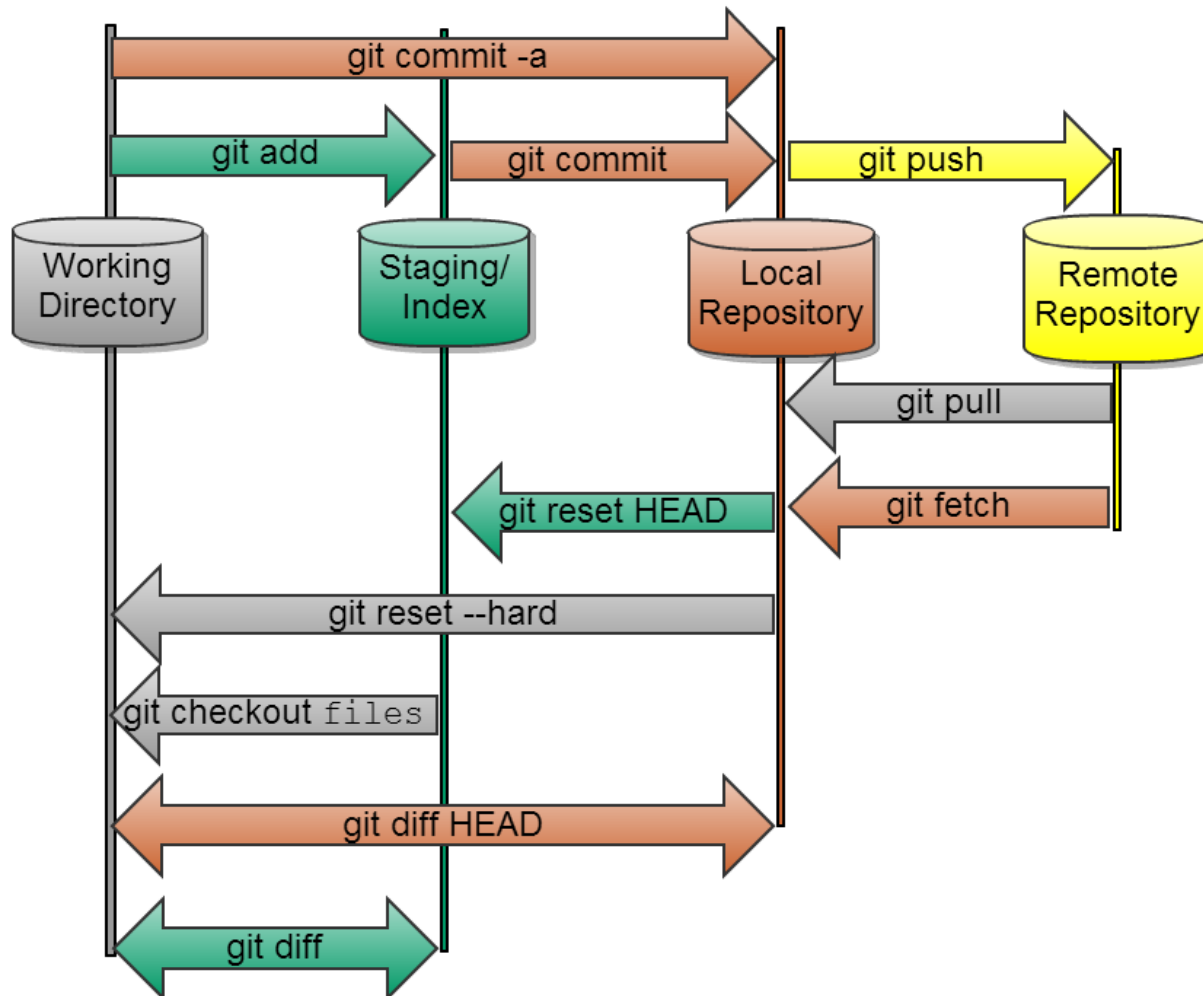 git commit -a
git add
git commit
git push
Working
Directory
Staging/
Index
Local
Repository
Remote
Repository
git pull
git reset HEAD
git fetch
git reset --hard
git checkout files
git diff HEAD
git diff